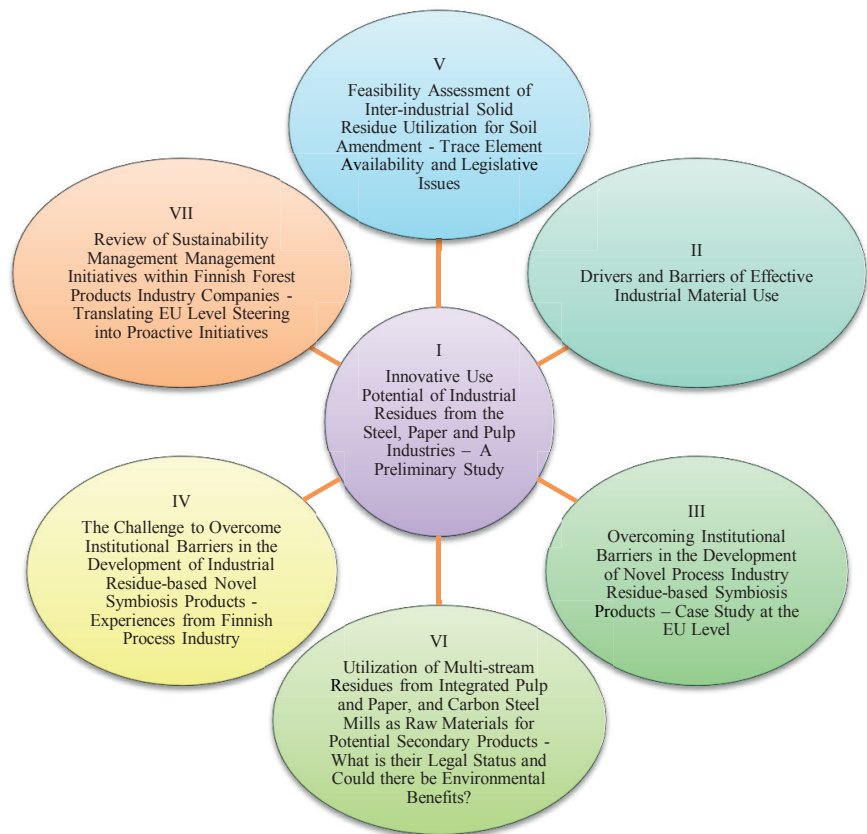 V
Feasibility Assessment of
Inter-industrial Solid
Residue Utilization for Soil
Amendment - Trace Element
Availability and Legislative
Issues
VII
Review of Sustainability
Management Management
Initiatives within Finnish Forest
Products Industry Companies -
Translating EU Level Steering
into Proactive Initiatives
II
Drivers and Barriers of Effective
Industrial Material Use
I
Innovative Use
Potential of Industrial
Residues from the
Steel, Paper and Pulp
Industries – A
Preliminary Study
IV
The Challenge to Overcome
Institutional Barriers in the
Development of Industrial
Residue-based Novel
Symbiosis Products -
Experiences from Finnish
Process Industry
III
Overcoming Institutional
Barriers in the Development
of Novel Process Industry
Residue-based Symbiosis
Products – Case Study at the
EU Level
VI
Utilization of Multi-stream
Residues from Integrated Pulp
and Paper, and Carbon Steel
Mills as Raw Materials for
Potential Secondary Products -
What is their Legal Status and
Could there be Environmental
Benefits?